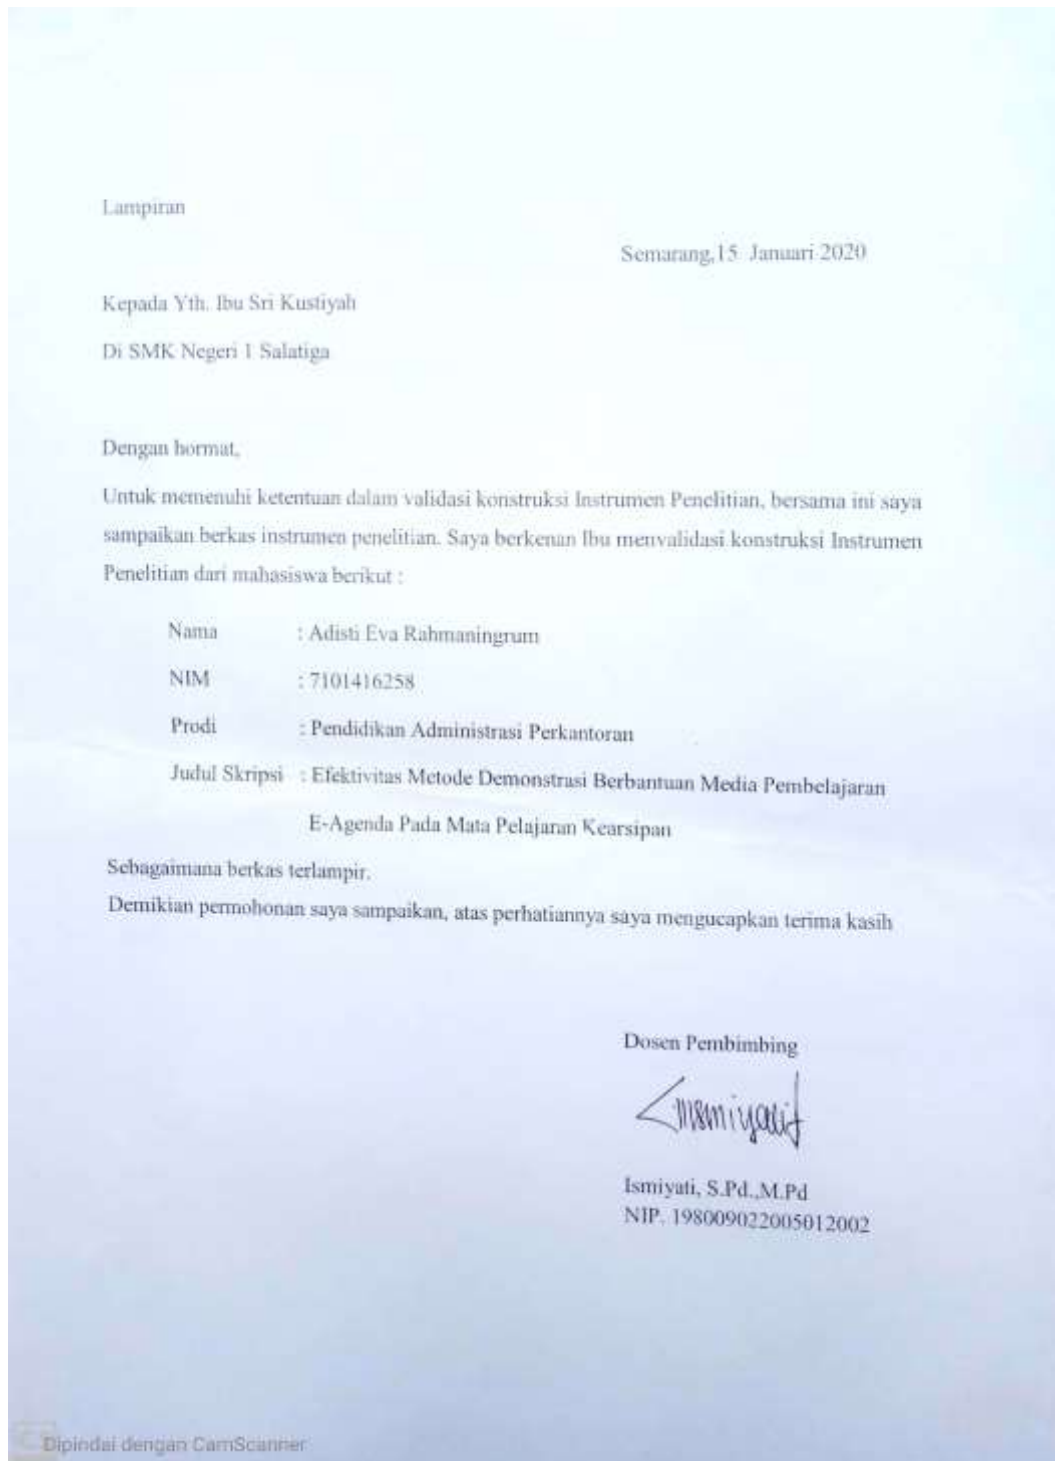 Lampiran
Semarang,15 Januari 2020
Kepada Yth. Ibu Sri Kustiyah
Di SMK Negeri 1 Salatiga
Dengan hormat,
Untuk memenuhi ketentuan dalam validasi konstruksi Instrumen Penelitian, bersama ini saya
sampaikan berkas instrumen penelitian. Saya berkenan Ibu menvalidasi konstruksi Instrumen
Penelitian dari mahasiswa berikut :
Nama : Adisti Eva Rahmaningrum
NIM : 7101416258
Prodi : Pendidikan Administrasi Perkantoran
Judul Skripsi : Efektivitas Metode Demonstrasi Berbantuan Media Pembelajaran
E-Agenda Pada Mata Pelajaran Kearsipan
Sebagaimana berkas terlampir.
Demikian permohonan saya sampaikan, atas perhatiannya saya mengucapkan terima kasih
Dosen Pembimbing
Ismiyati, S.Pd.,M.Pd
NIP. 198009022005012002
Dipindai dengan CamScanner